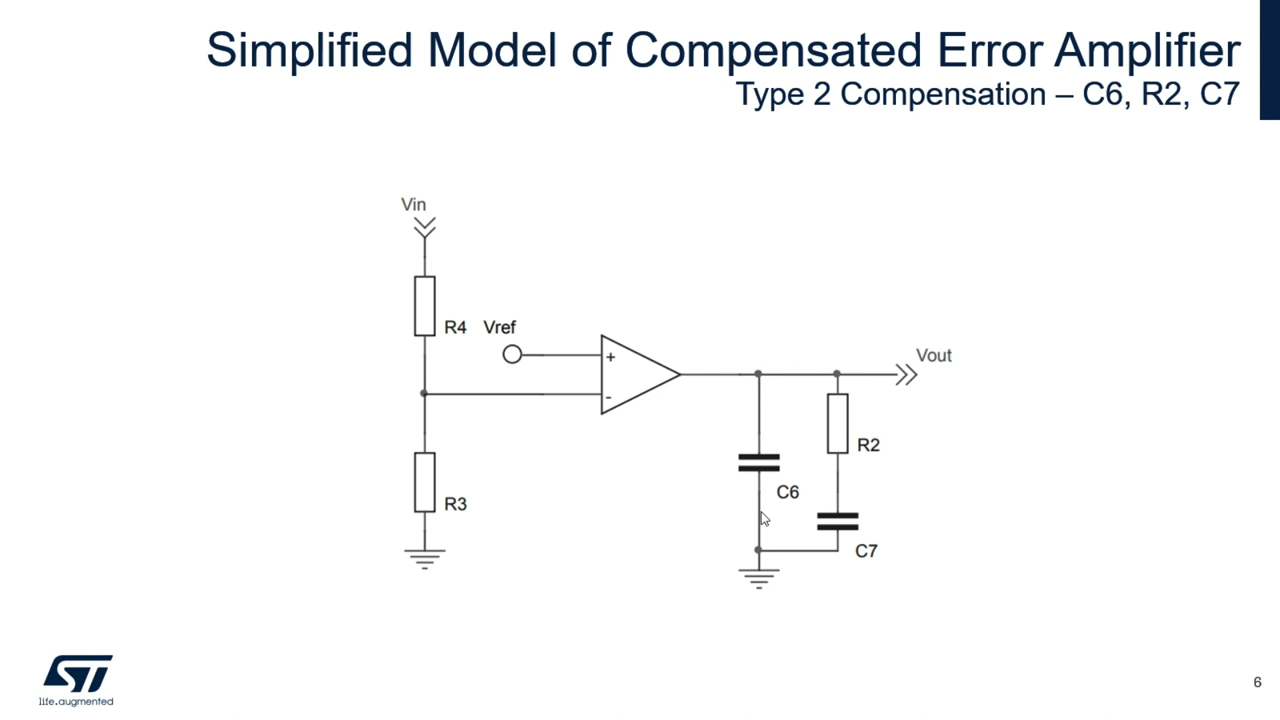 Simplified Model of Compensated Error Amplifier
Type 2 Compensation – C6, R2, C7
Vin
R4
Vref
+
-
Vout
R2
C6
R3
C7
ST
life.augmented
6